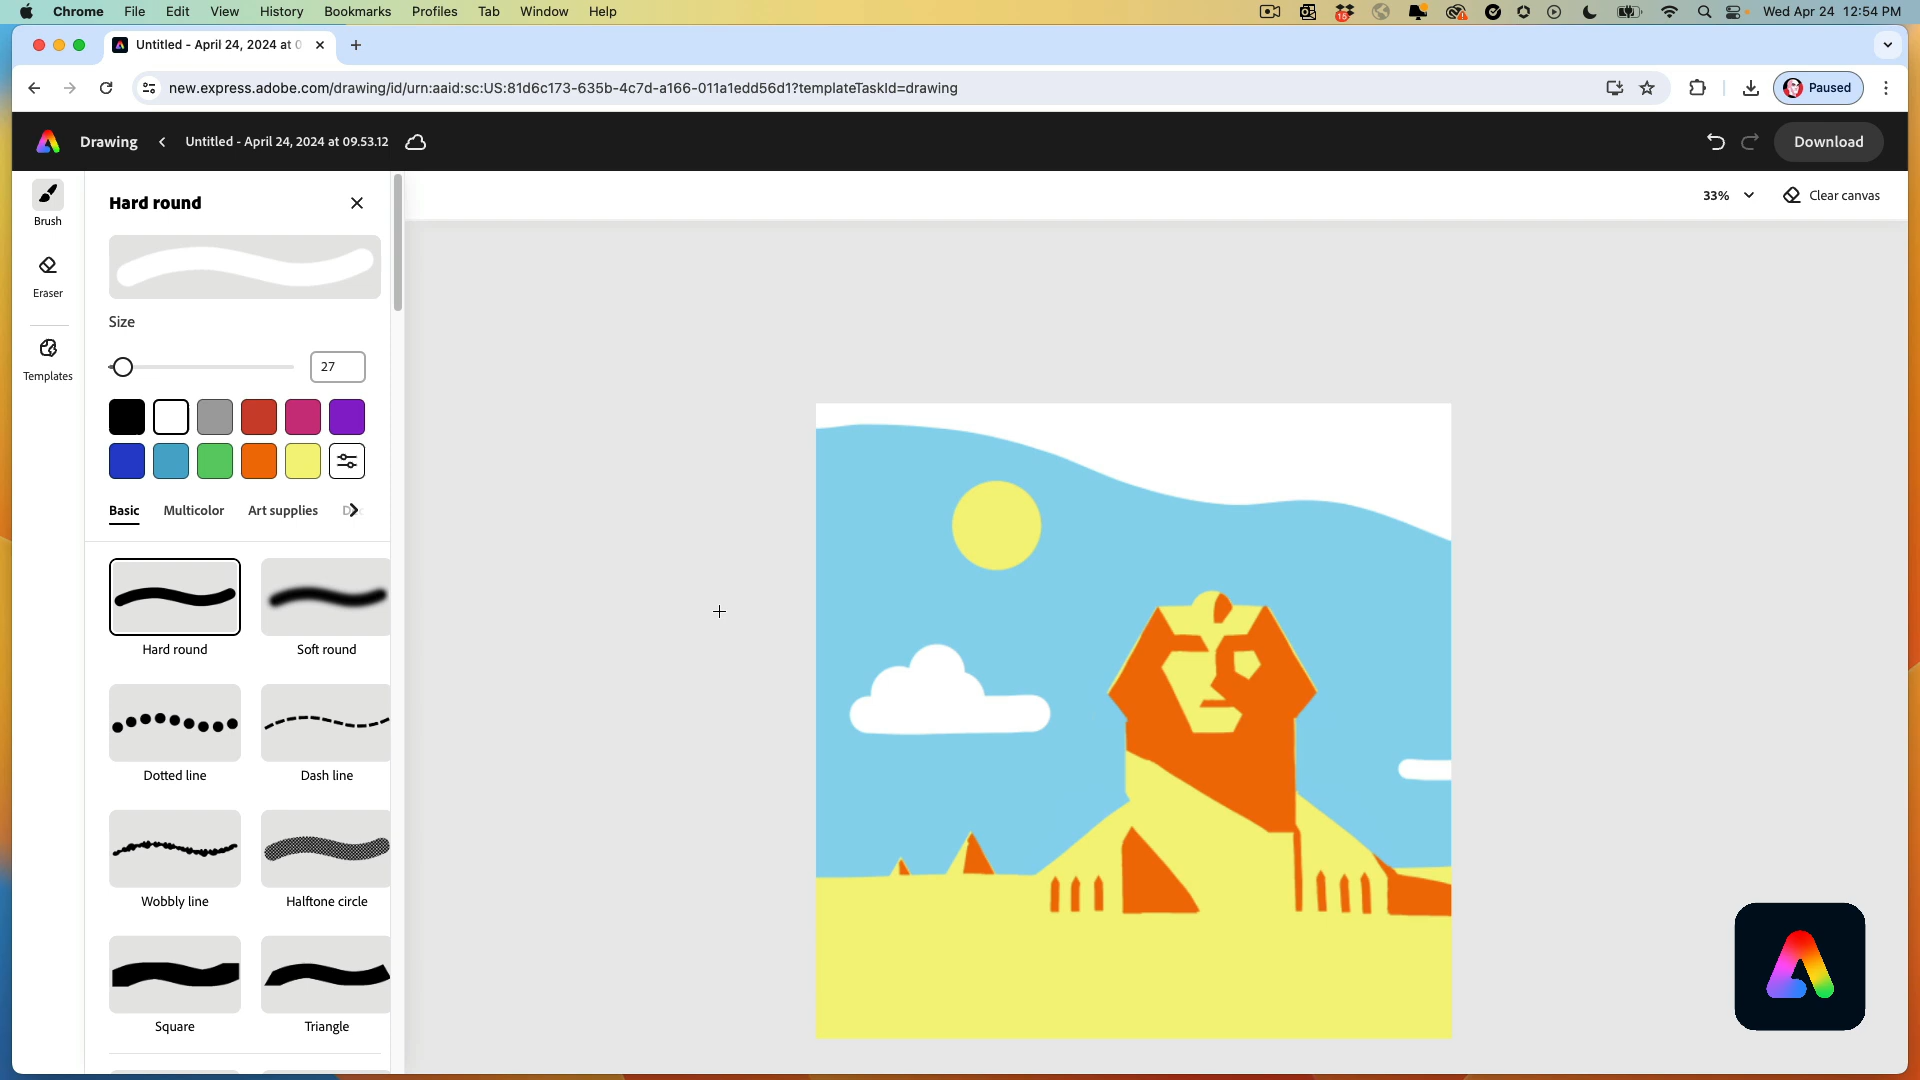 Chrome File Edit View History Bookmarks Profiles Tab Window Help
Wed Apr 24 12:54 PM
Untitled - April 24, 2024 at 0
new.express.adobe.com/drawing/id/urn:aaid:sc:US:81d6c173-635b-4c7d-a166-011a1edd56d1?templateTaskId=drawing
Paused
Drawing
Untitled - April 24, 2024 at 09.53.12
Download
Brush
Hard round
33%
Clear canvas
Eraser
Size
27
Templates
Basic Multicolor Art supplies D
Hard round Soft round
Dotted line Dash line
Wobbly line Halftone circle
Square Triangle